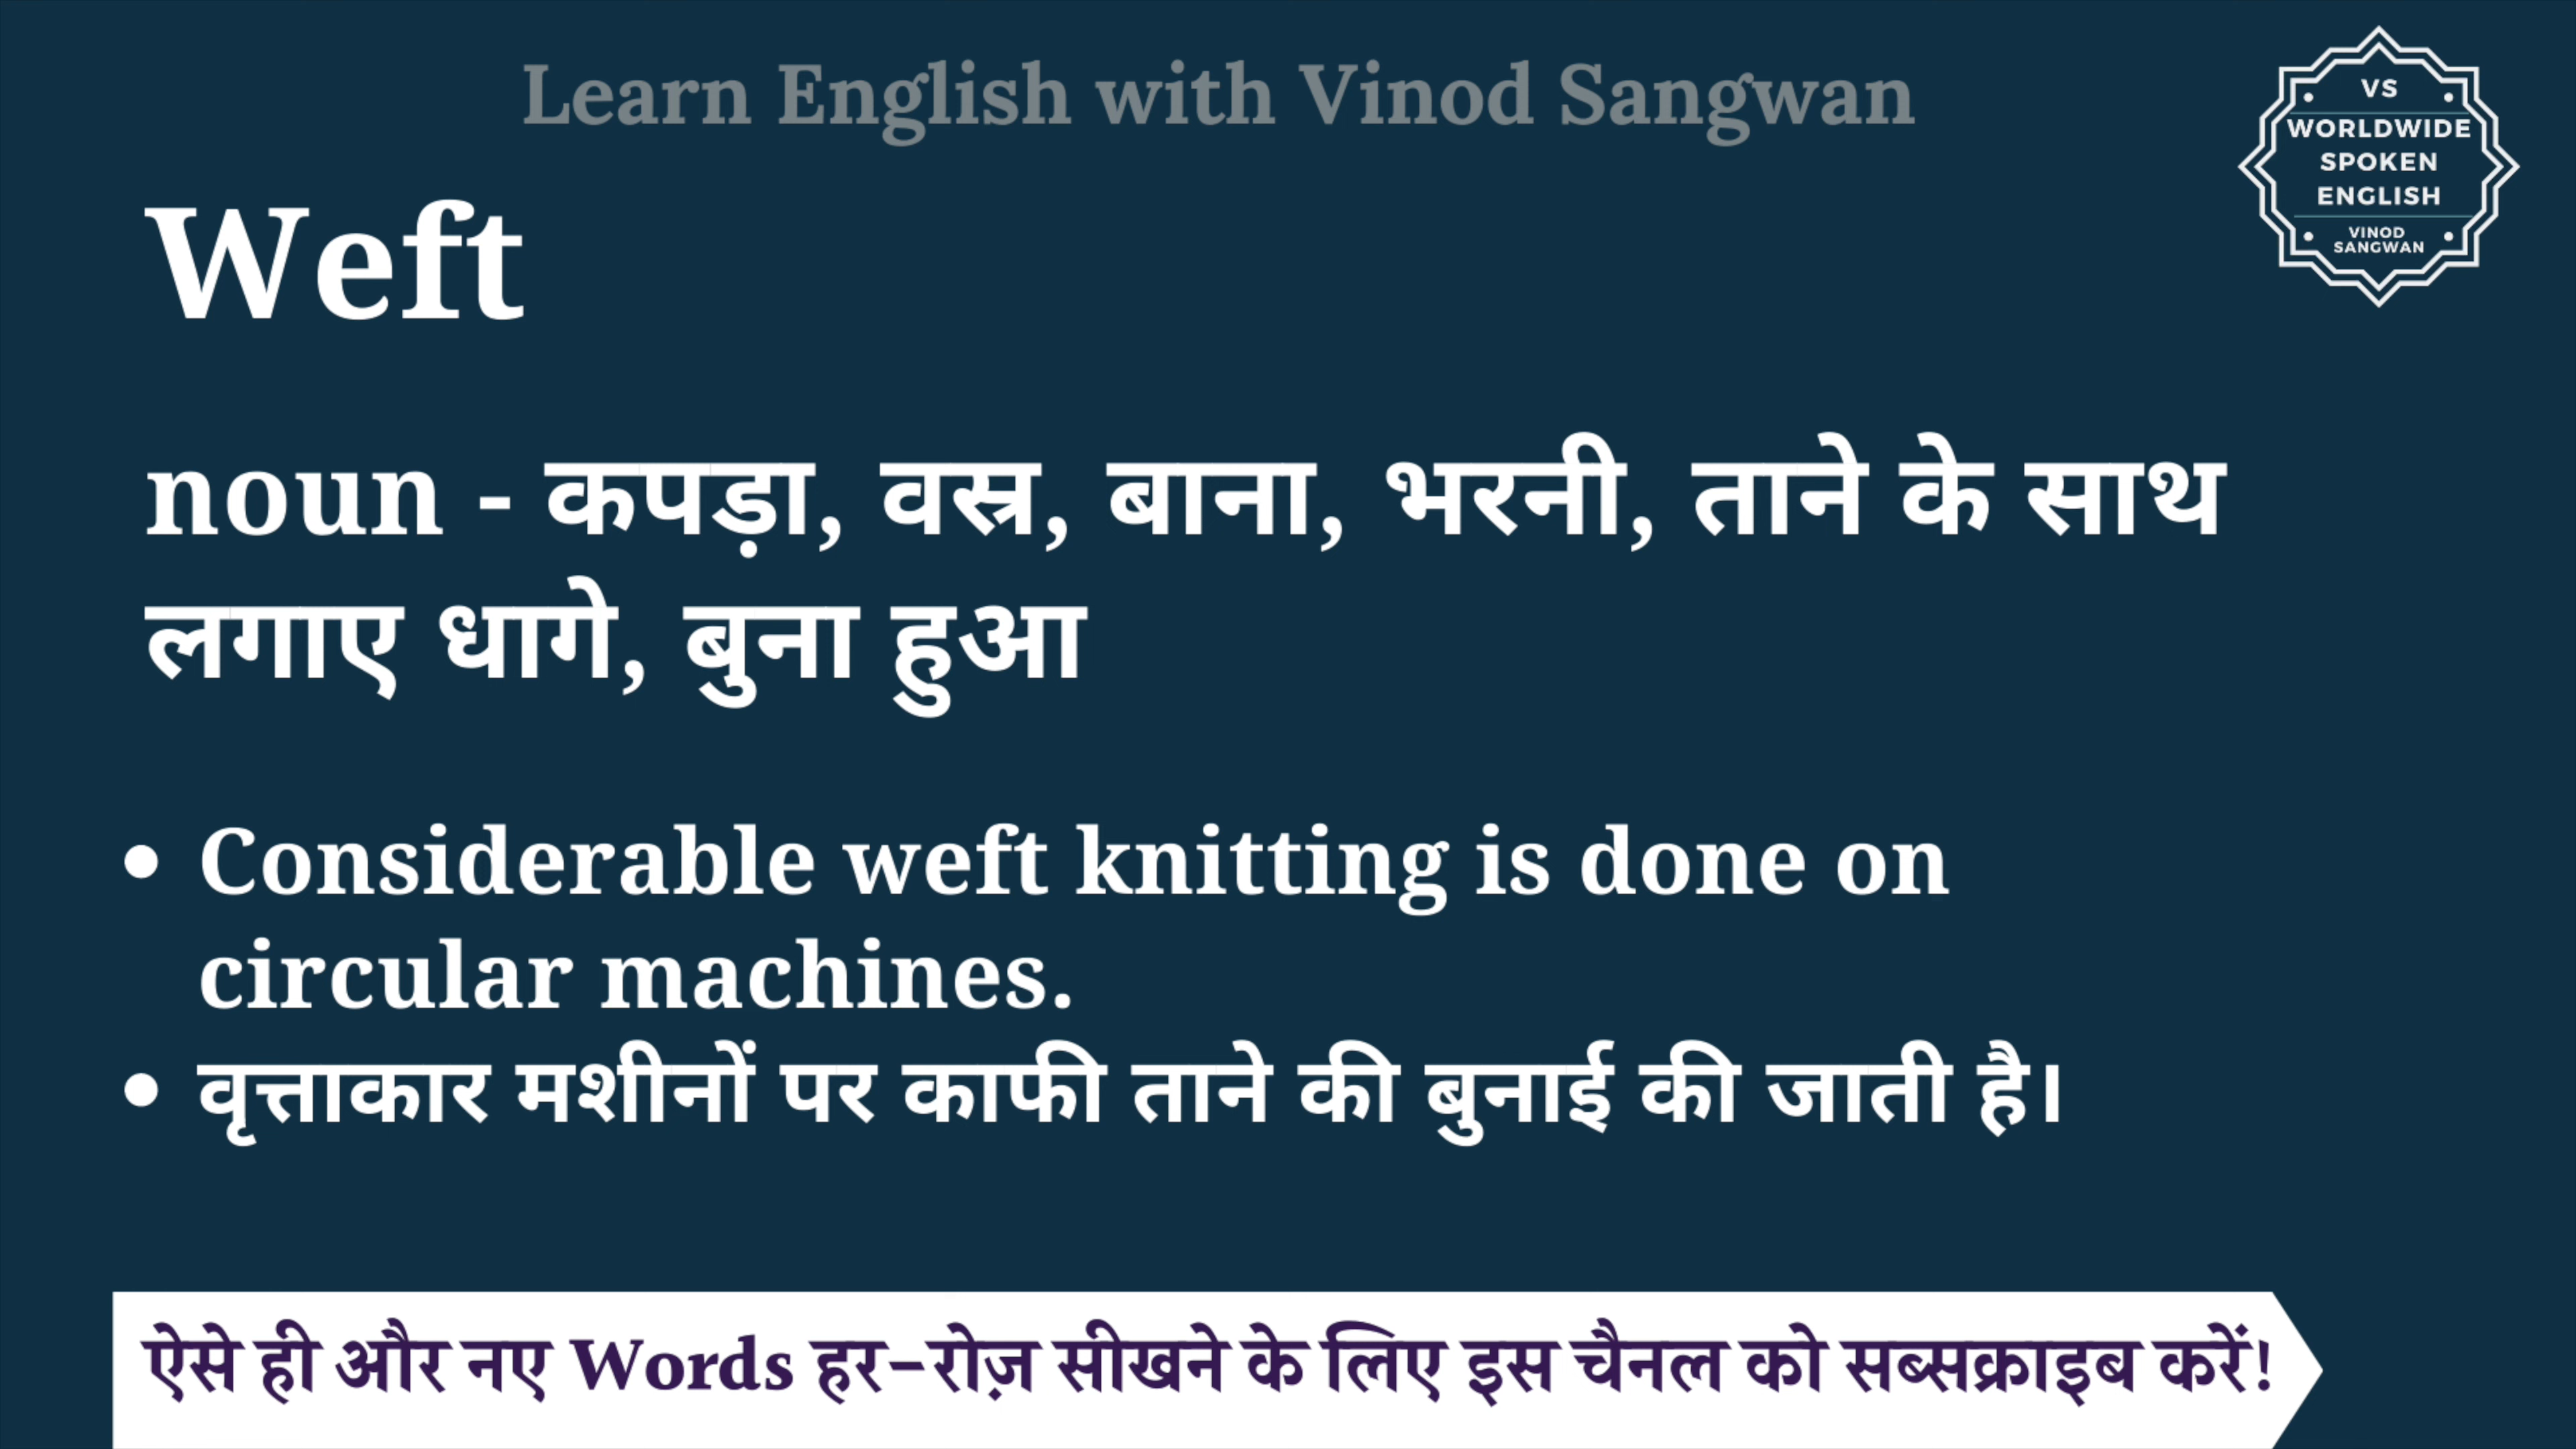 Learn English with Vinod Sangwan
VS
WORLDWIDE
SPOKEN
ENGLISH
VINOD
SANGWAN
Weft
noun - कपड़ा, वस्र, बाना, भरनी, ताने के साथ
लगाए धागे, बुना हुआ
• Considerable weft knitting is done on
circular machines.
• वृत्ताकार मशीनों पर काफी ताने की बुनाई की जाती है।
ऐसे ही और नए Words हर-रोज़ सीखने के लिए इस चैनल को सब्सक्राइब करें!